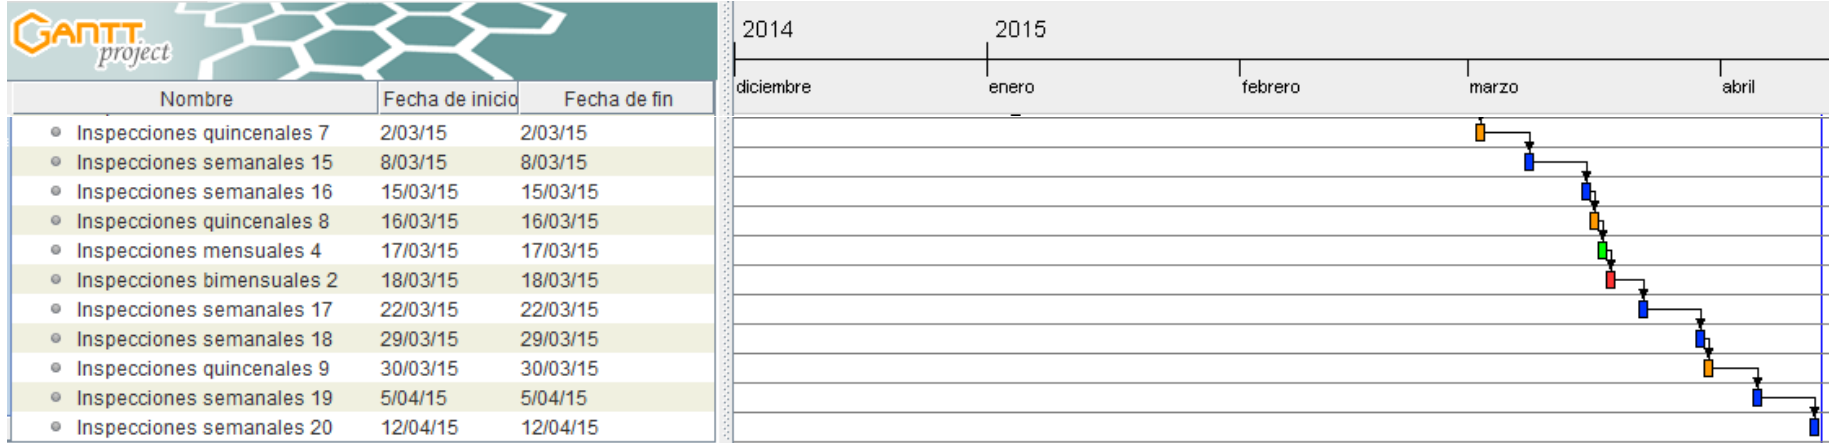 GANTT
project
2014 2015
diciembre enero febrero marzo abril
Nombre Fecha de inicio Fecha de fin
Inspecciones quincenales 7 2/03/15 2/03/15
Inspecciones semanales 15 8/03/15 8/03/15
Inspecciones semanales 16 15/03/15 15/03/15
Inspecciones quincenales 8 16/03/15 16/03/15
Inspecciones mensuales 4 17/03/15 17/03/15
Inspecciones bimensuales 2 18/03/15 18/03/15
Inspecciones semanales 17 22/03/15 22/03/15
Inspecciones semanales 18 29/03/15 29/03/15
Inspecciones quincenales 9 30/03/15 30/03/15
Inspecciones semanales 19 5/04/15 5/04/15
Inspecciones semanales 20 12/04/15 12/04/15